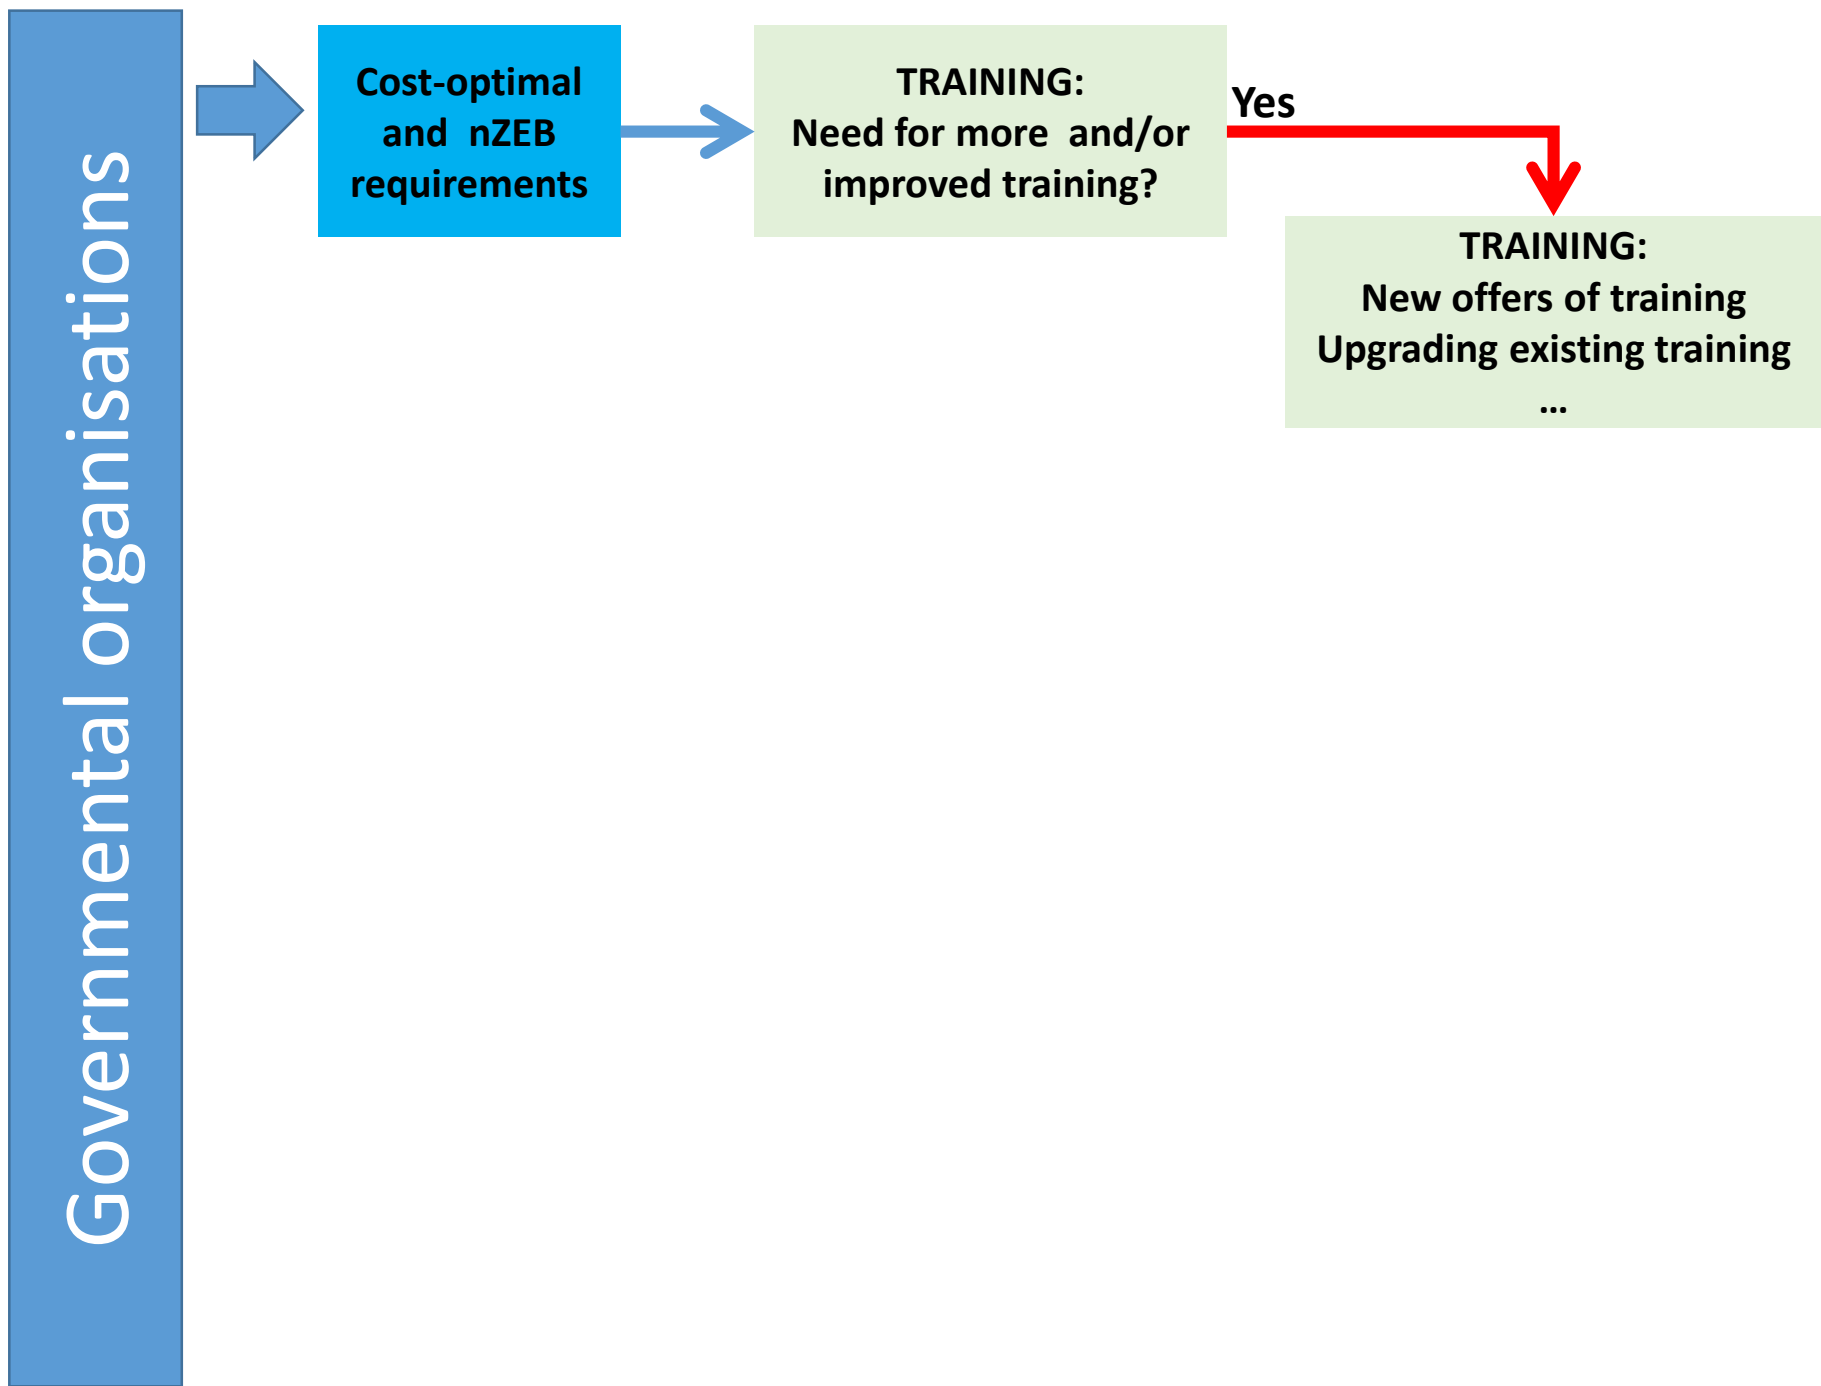 Governmental organisations
Cost-optimal
and nZEB
requirements
TRAINING:
Need for more and/or
improved training?
Yes
TRAINING:
New offers of training
Upgrading existing training
...